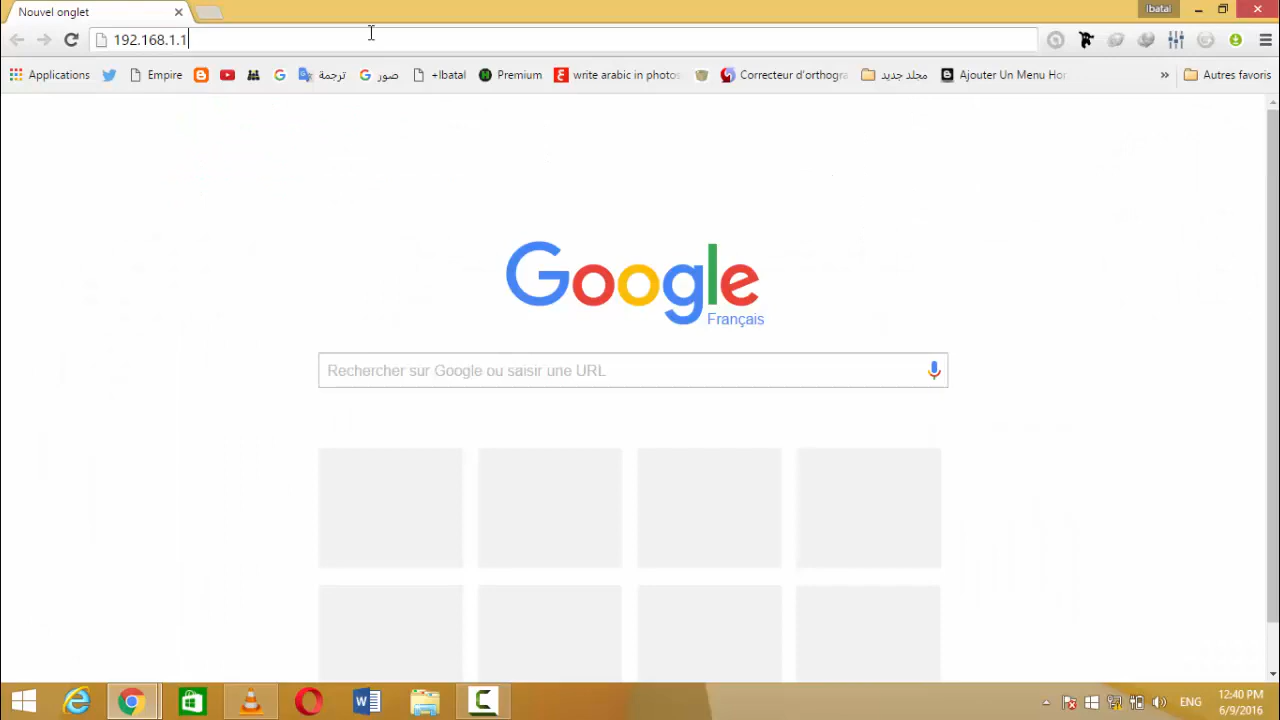 Nouvel onglet
Ibatal
192.168.1.1
Applications
Empire
ترجمة
صور
+Ibatal
Premium
write arabic in photos
Correcteur d'orthogra
مجلد جديد
Ajouter Un Menu Hor
»
Autres favoris
Google
Français
Rechercher sur Google ou saisir une URL
ENG
12:40 PM
6/9/2016